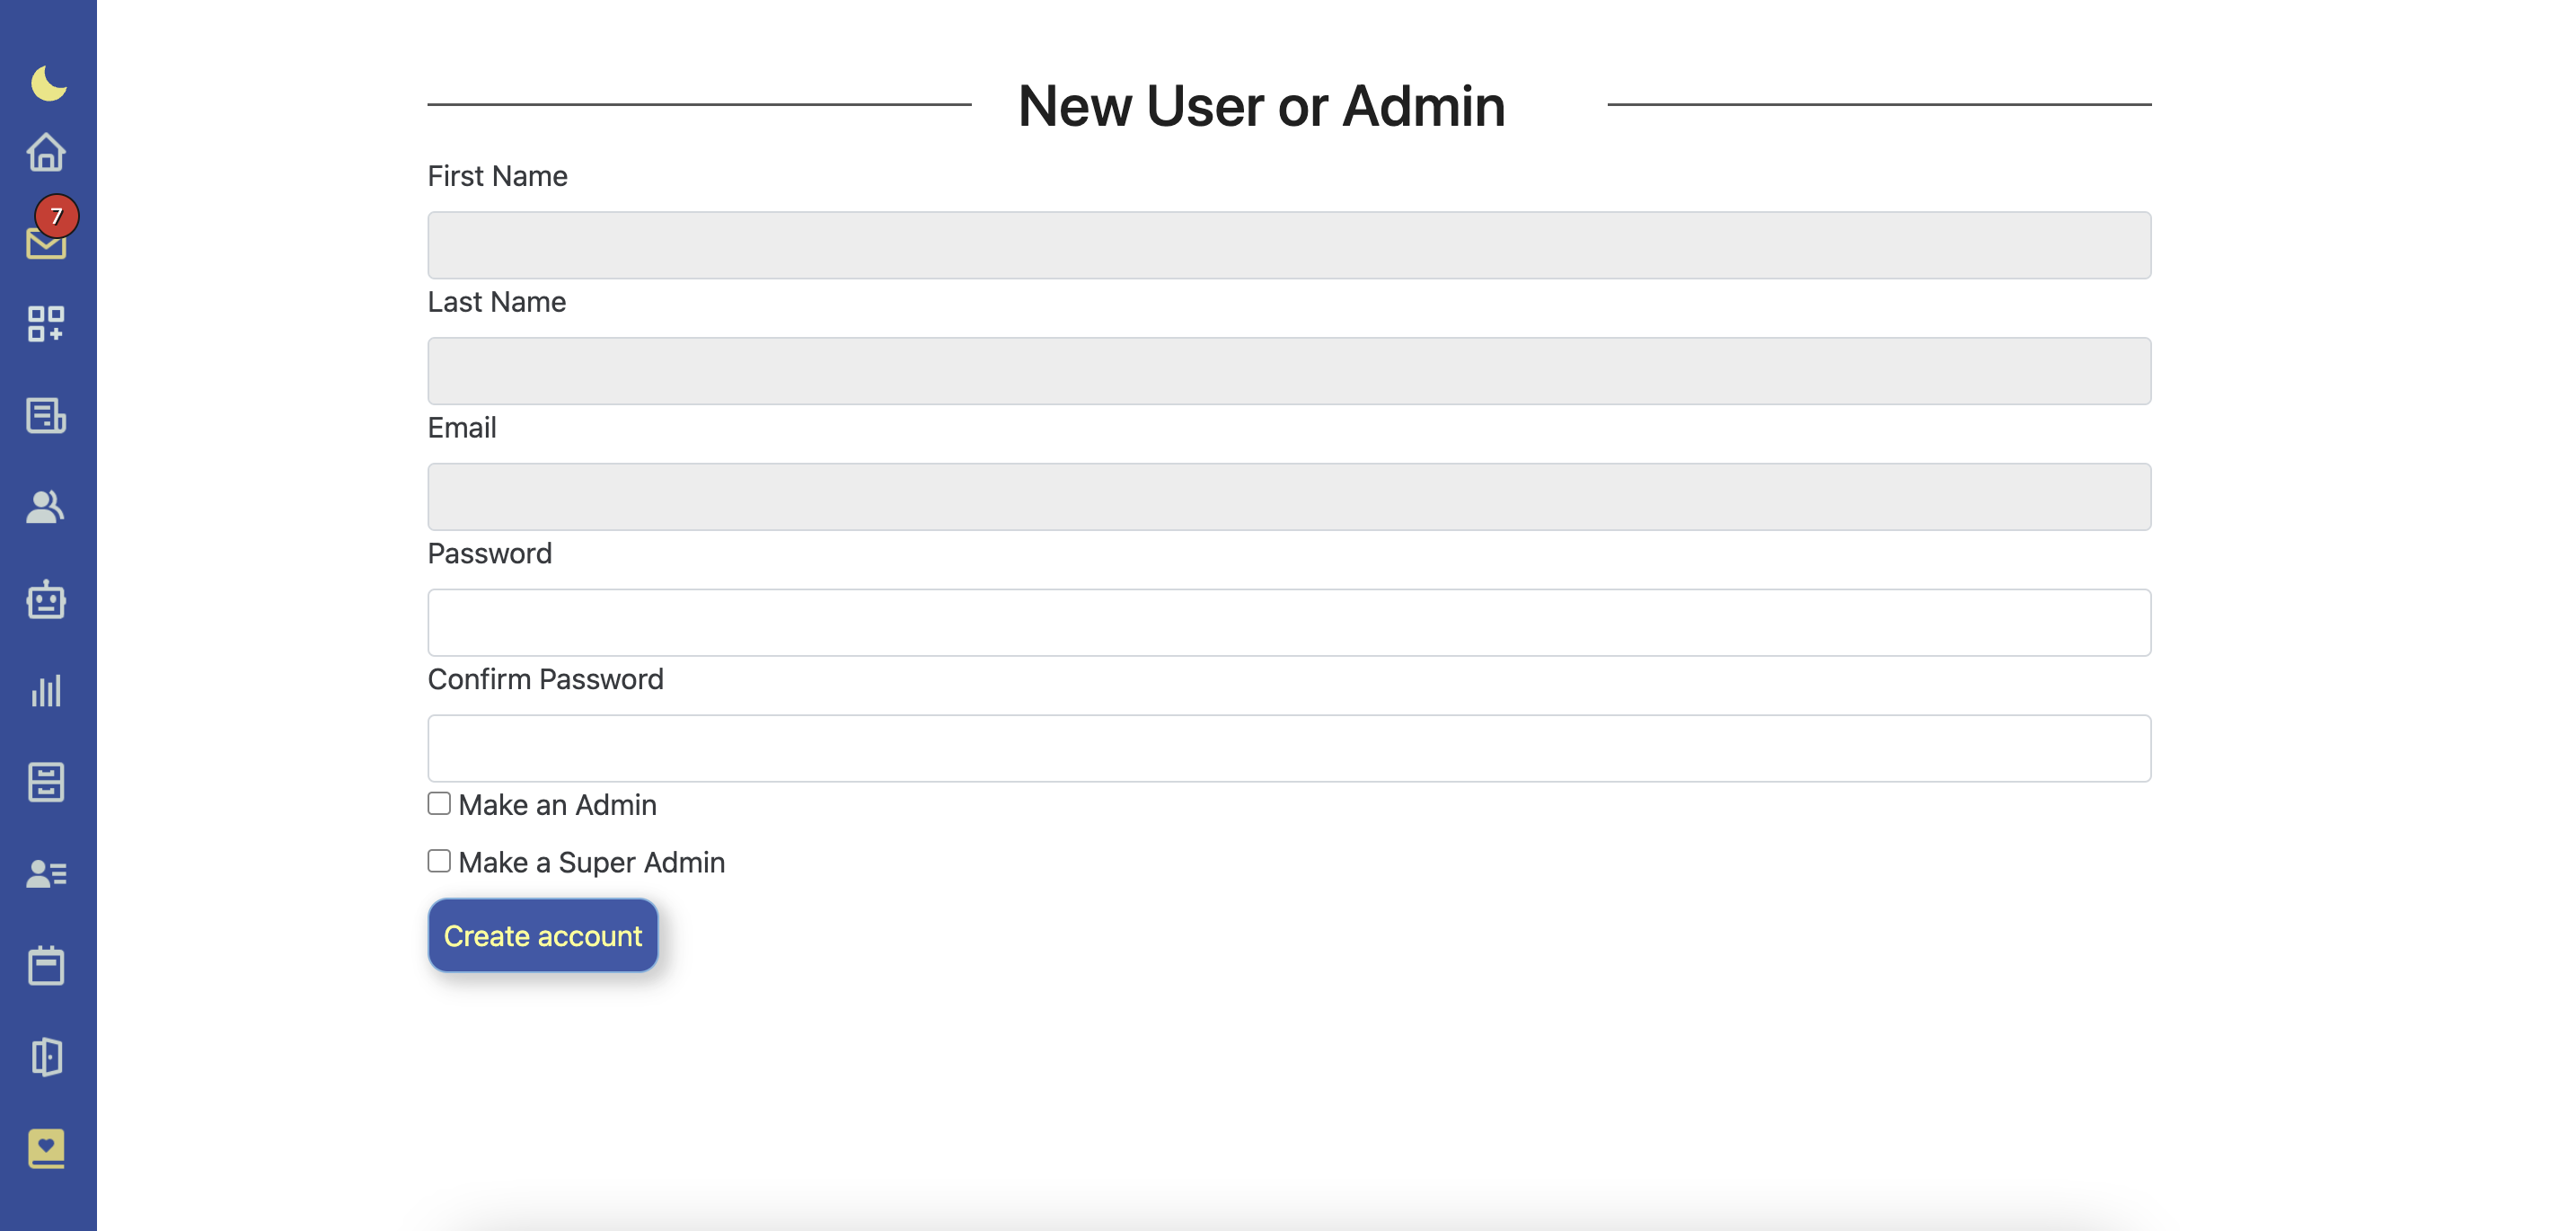 7
New User or Admin
First Name
Last Name
Email
Password
Confirm Password
Make an Admin
Make a Super Admin
Create account